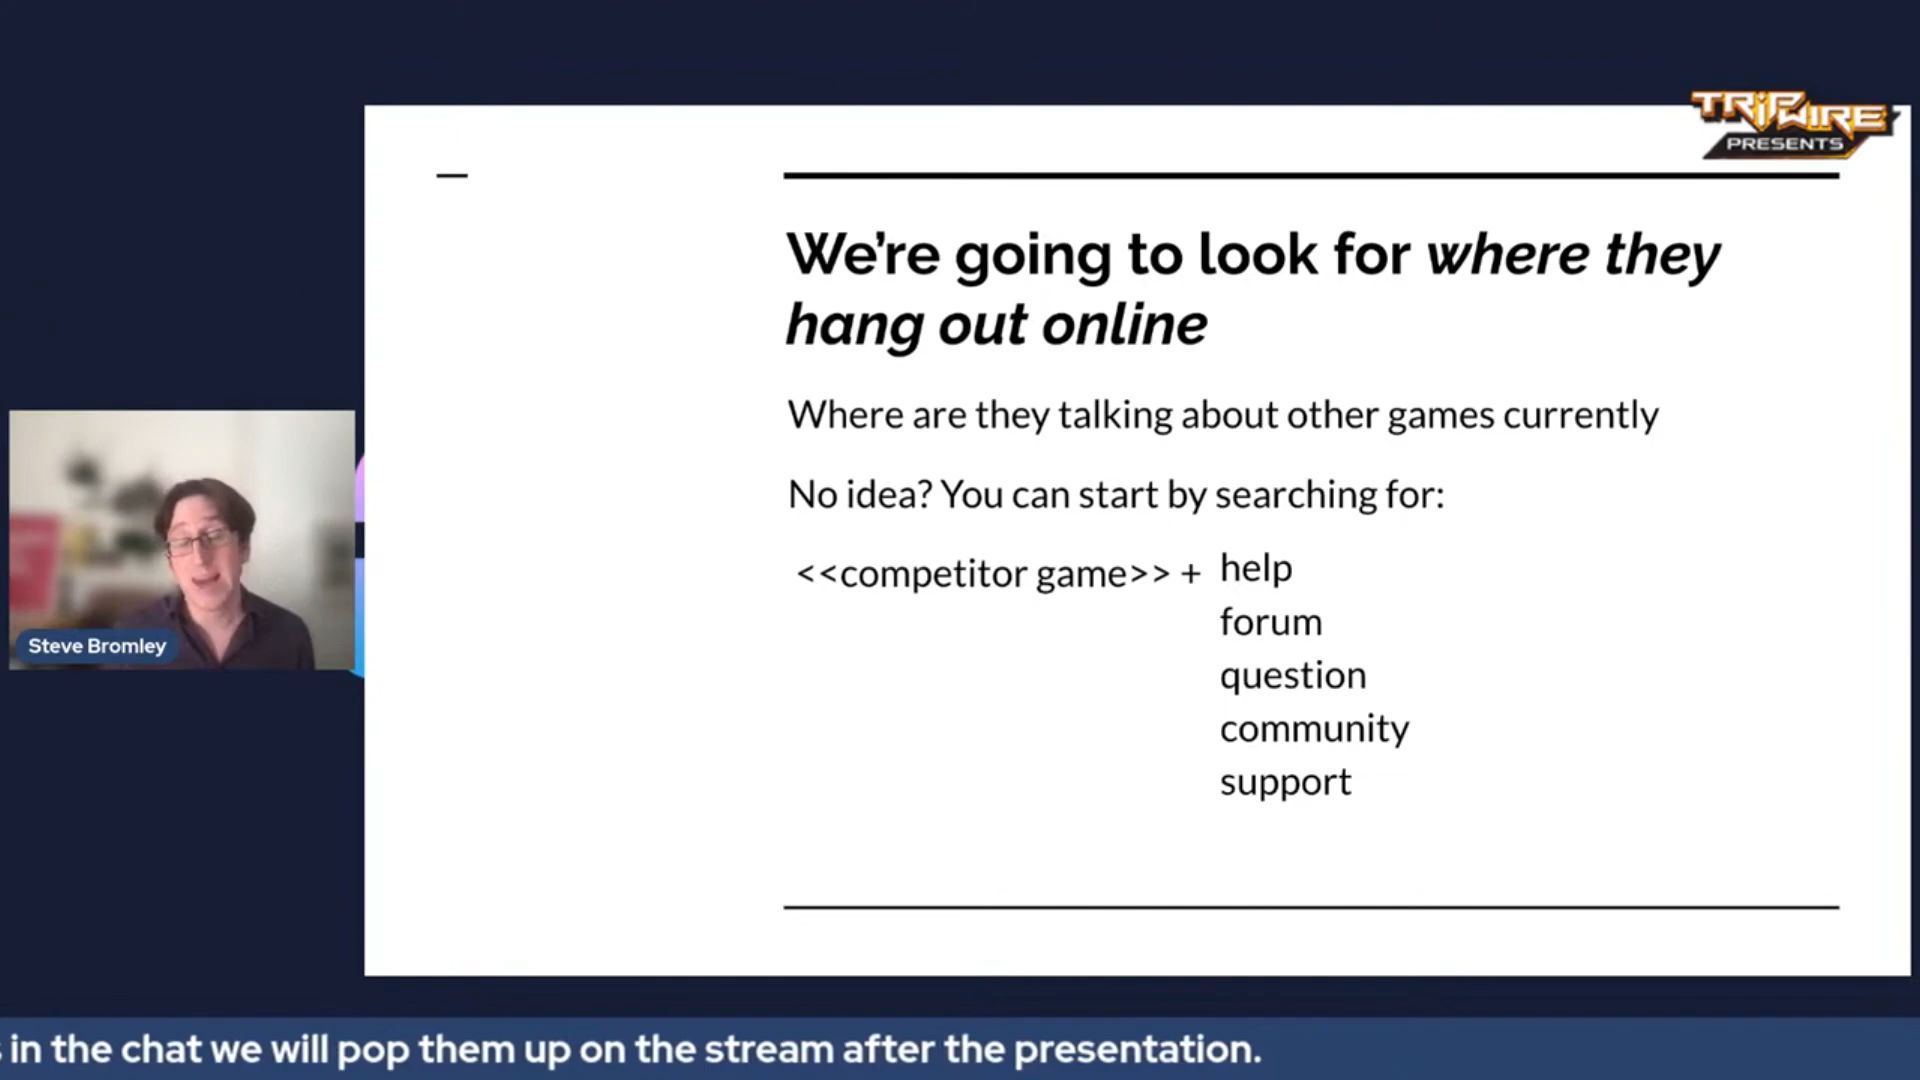 TRIPWIRE
PRESENTS
We're going to look for where they
hang out online
Where are they talking about other games currently
No idea? You can start by searching for:
<<competitor game>> + help
forum
question
community
support
Steve Bromley
in the chat we will pop them up on the stream after the presentation.